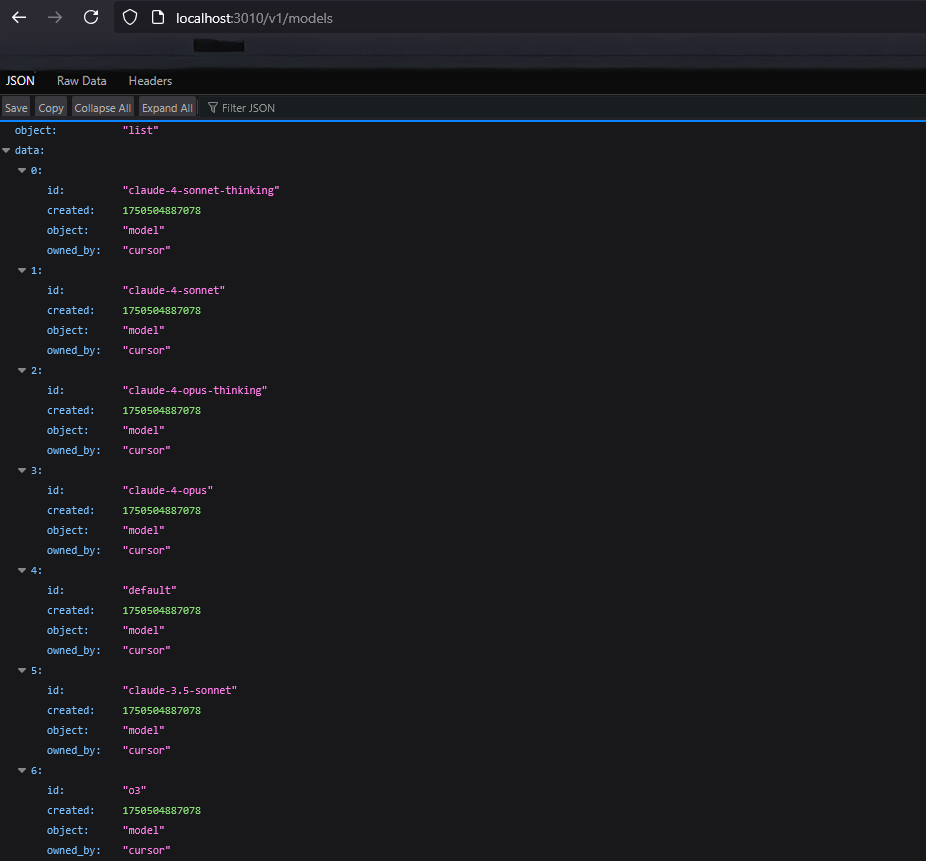 localhost:3010/v1/models
JSON Raw Data Headers
Save Copy Collapse All Expand All Filter JSON
object: "list"
data:
0:
id: "claude-4-sonnet-thinking"
created: 1750504887078
object: "model"
owned_by: "cursor"
1:
id: "claude-4-sonnet"
created: 1750504887078
object: "model"
owned_by: "cursor"
2:
id: "claude-4-opus-thinking"
created: 1750504887078
object: "model"
owned_by: "cursor"
3:
id: "claude-4-opus"
created: 1750504887078
object: "model"
owned_by: "cursor"
4:
id: "default"
created: 1750504887078
object: "model"
owned_by: "cursor"
5:
id: "claude-3.5-sonnet"
created: 1750504887078
object: "model"
owned_by: "cursor"
6:
id: "o3"
created: 1750504887078
object: "model"
owned_by: "cursor"